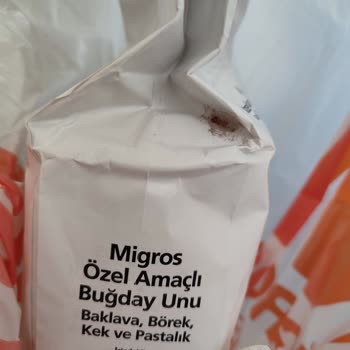 Migros
Özel Amaçlı
Buğday Unu
Baklava, Börek,
Kek ve Pastalık